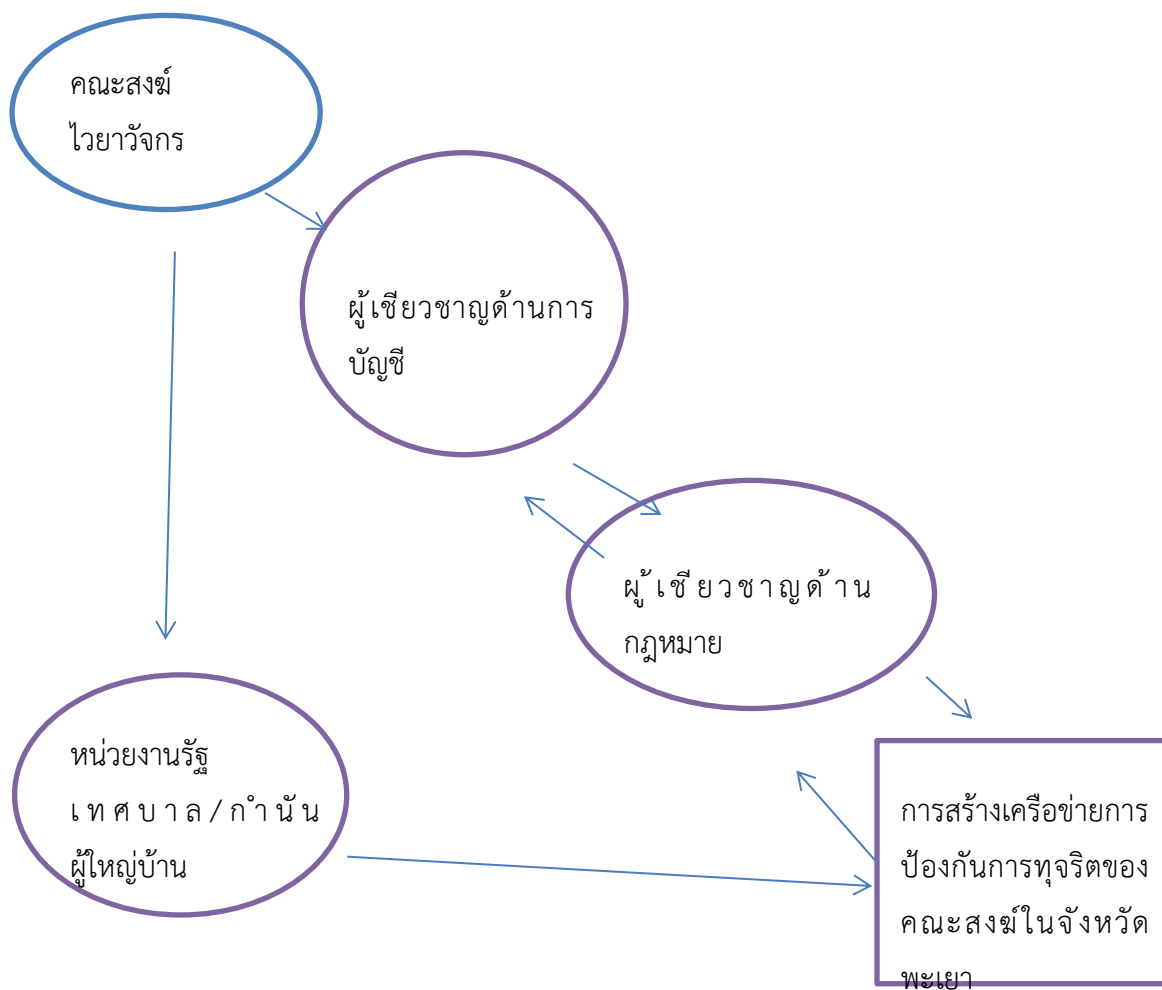 คณะสงฆ์
ไวยาวัจกร
ผู้เชียวชาญด้านการ
บัญชี
ผู้เชียวชาญด้าน
กฎหมาย
หน่วยงานรัฐ
เทศบาล/กำนัน
ผู้ใหญ่บ้าน
การสร้างเครือข่ายการ
ป้องกันการทุจริตของ
คณะสงฆ์ในจังหวัด
พะเยา